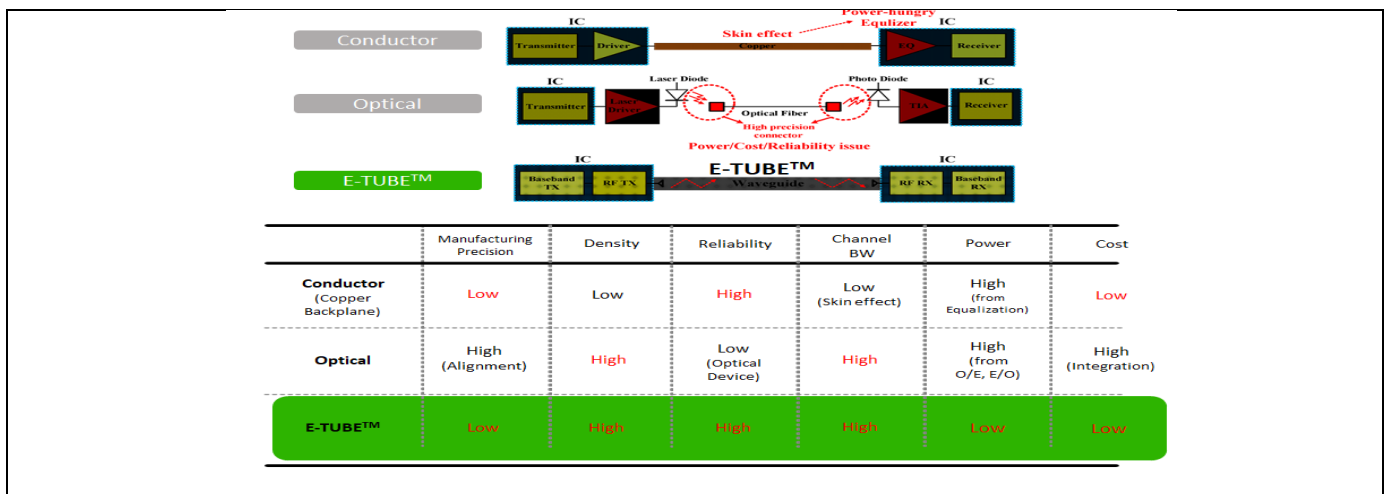 Power-hungry
Equlizer
IC
Skin effect
IC
Conductor
Transmitter
Driver
Copper
EQ
Receiver
IC
Laser Diode
Photo Diode
IC
Optical
Transmitter
Laser
Driver
Optical Fiber
TIA
Receiver
High precision
connector
Power/Cost/Reliability issue
IC
E-TUBE™
IC
E-TUBE™
Baseband
TX
RF TX
Waveguide
RF RX
Baseband
RX
Manufacturing
Precision
Density
Reliability
Channel
BW
Power
Cost
Conductor
(Copper
Backplane)
Low
Low
High
Low
(Skin effect)
High
(from
Equalization)
Low
Optical
High
(Alignment)
High
Low
(Optical
Device)
High
High
(from
O/E, E/O)
High
(Integration)
E-TUBE™
Low
High
High
High
Low
Low